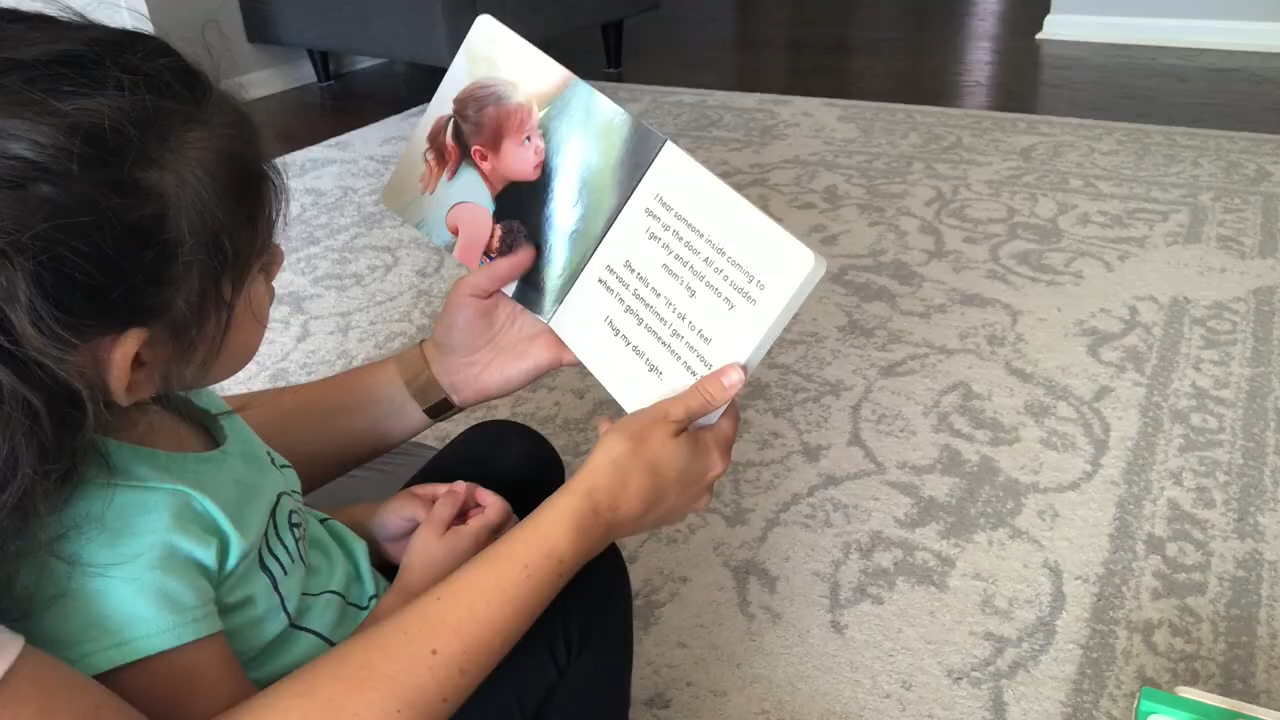 I hear someone inside coming to
open up the door. All of a sudden
I get shy and hold onto my
mom's leg.
She tells me "It's ok to feel
nervous. Sometimes I get nervous
when I'm going somewhere new.
I hug my doll tight.